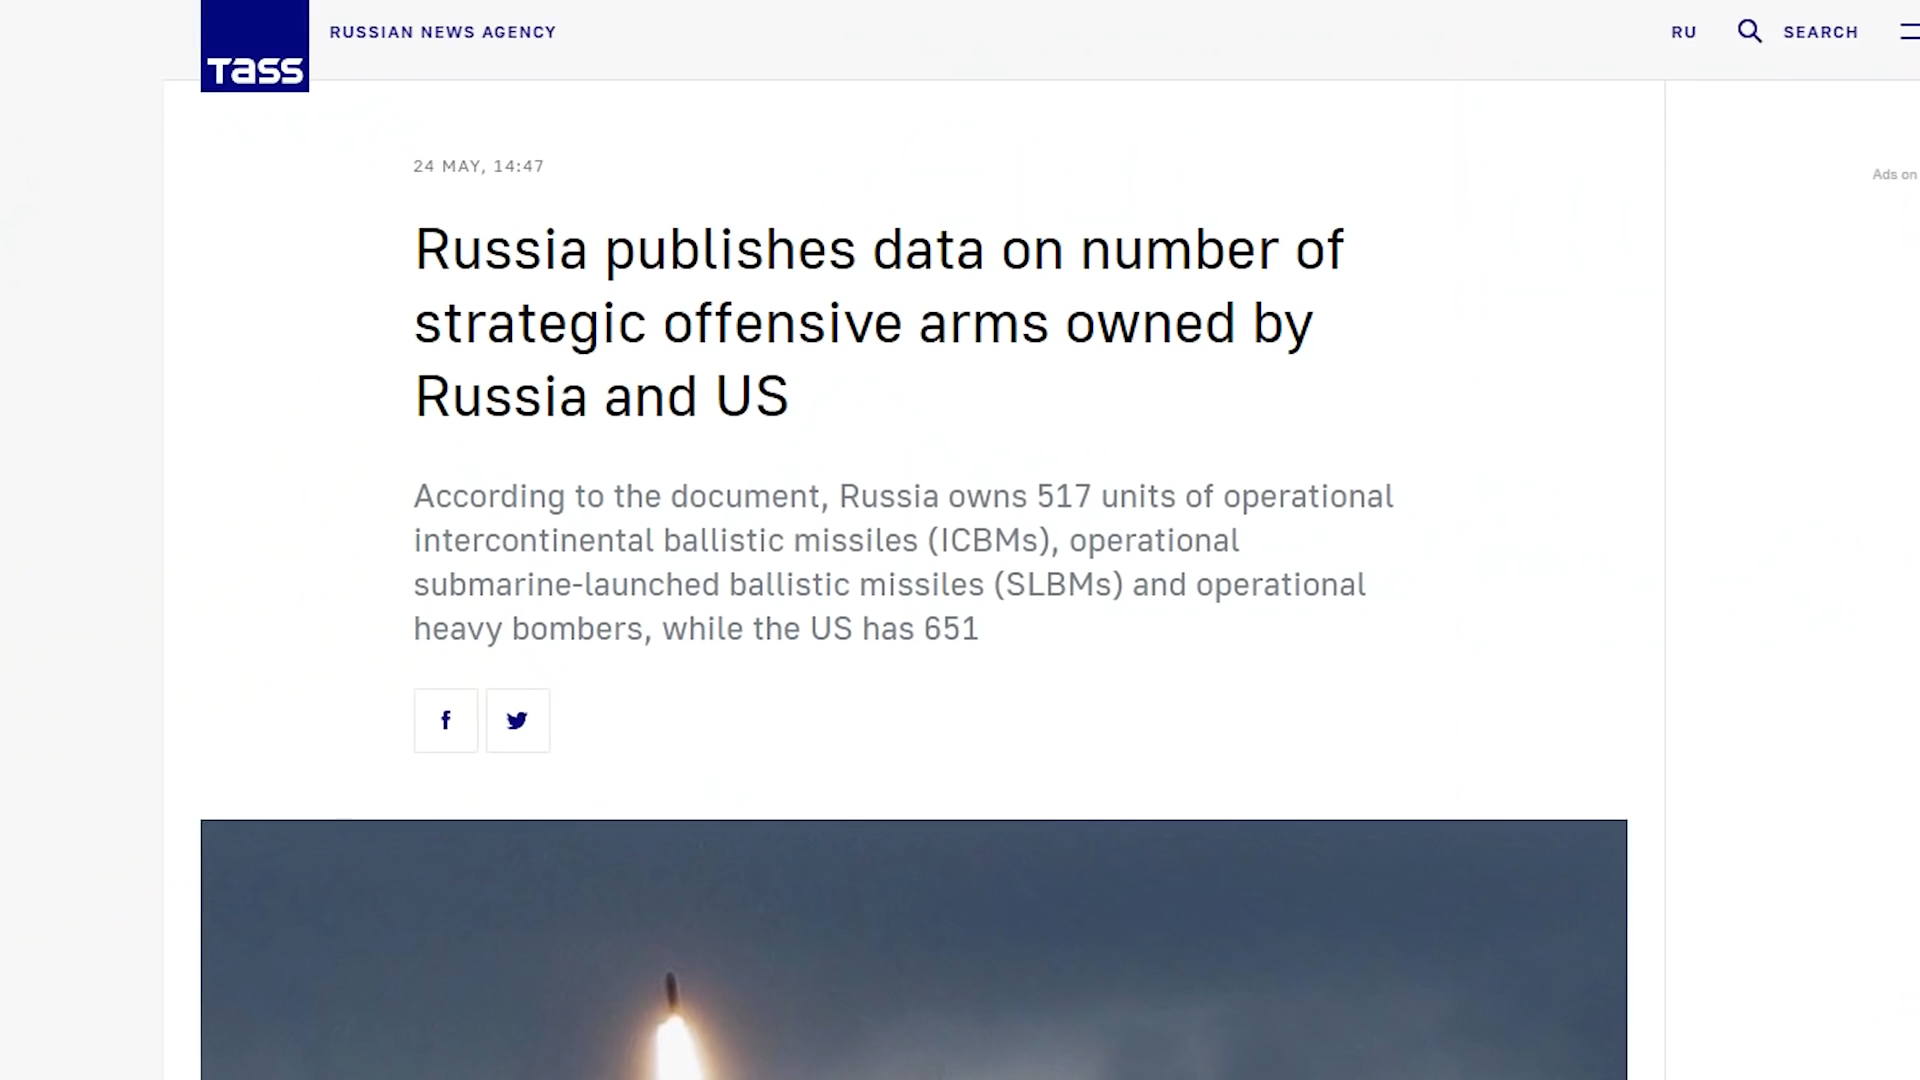 TASS
RUSSIAN NEWS AGENCY
RU
SEARCH
Ads on
24 MAY, 14:47
Russia publishes data on number of
strategic offensive arms owned by
Russia and US
According to the document, Russia owns 517 units of operational
intercontinental ballistic missiles (ICBMs), operational
submarine-launched ballistic missiles (SLBMs) and operational
heavy bombers, while the US has 651